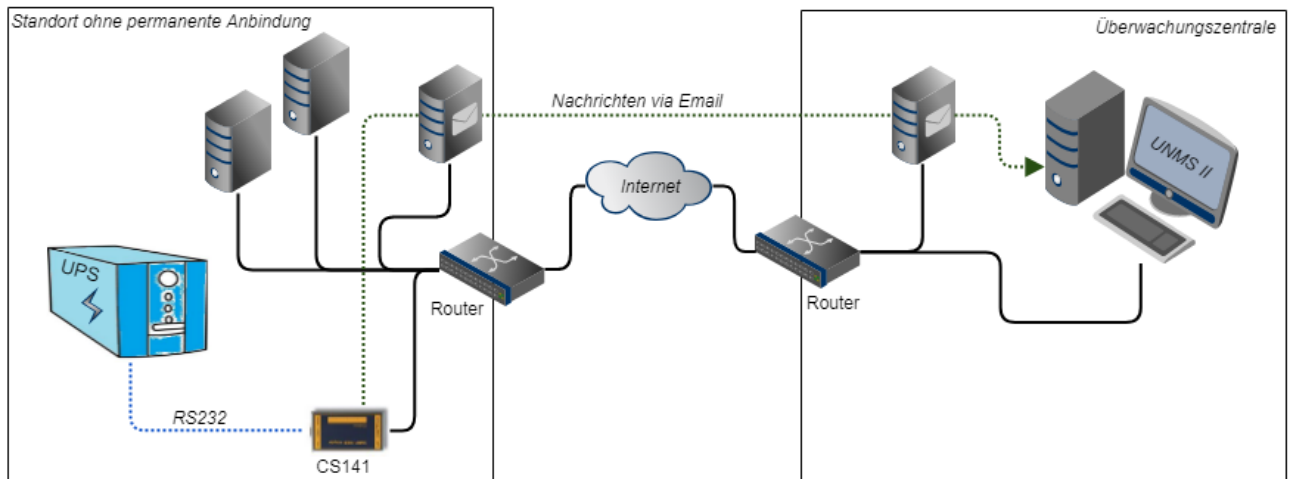 Standort ohne permanente Anbindung
Überwachungszentrale
Nachrichten via Email
UNMS II
Internet
UPS
Router
Router
RS232
CS141